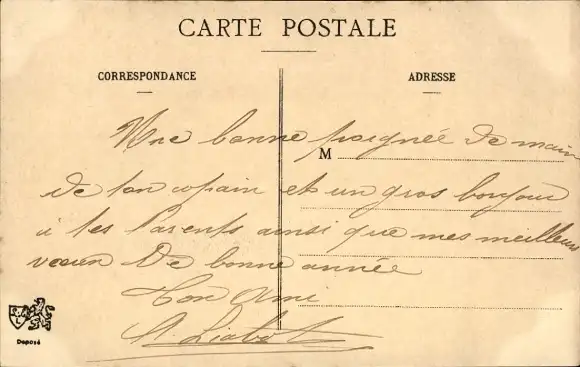 CARTE POSTALE
CORRESPONDANCE
ADRESSE
M
Une bonne poignée de main
de ton copain et un gros bonjour
à tes Parents ainsi que mes meilleurs
vœux De bonne année
Ton Ami
Déposé